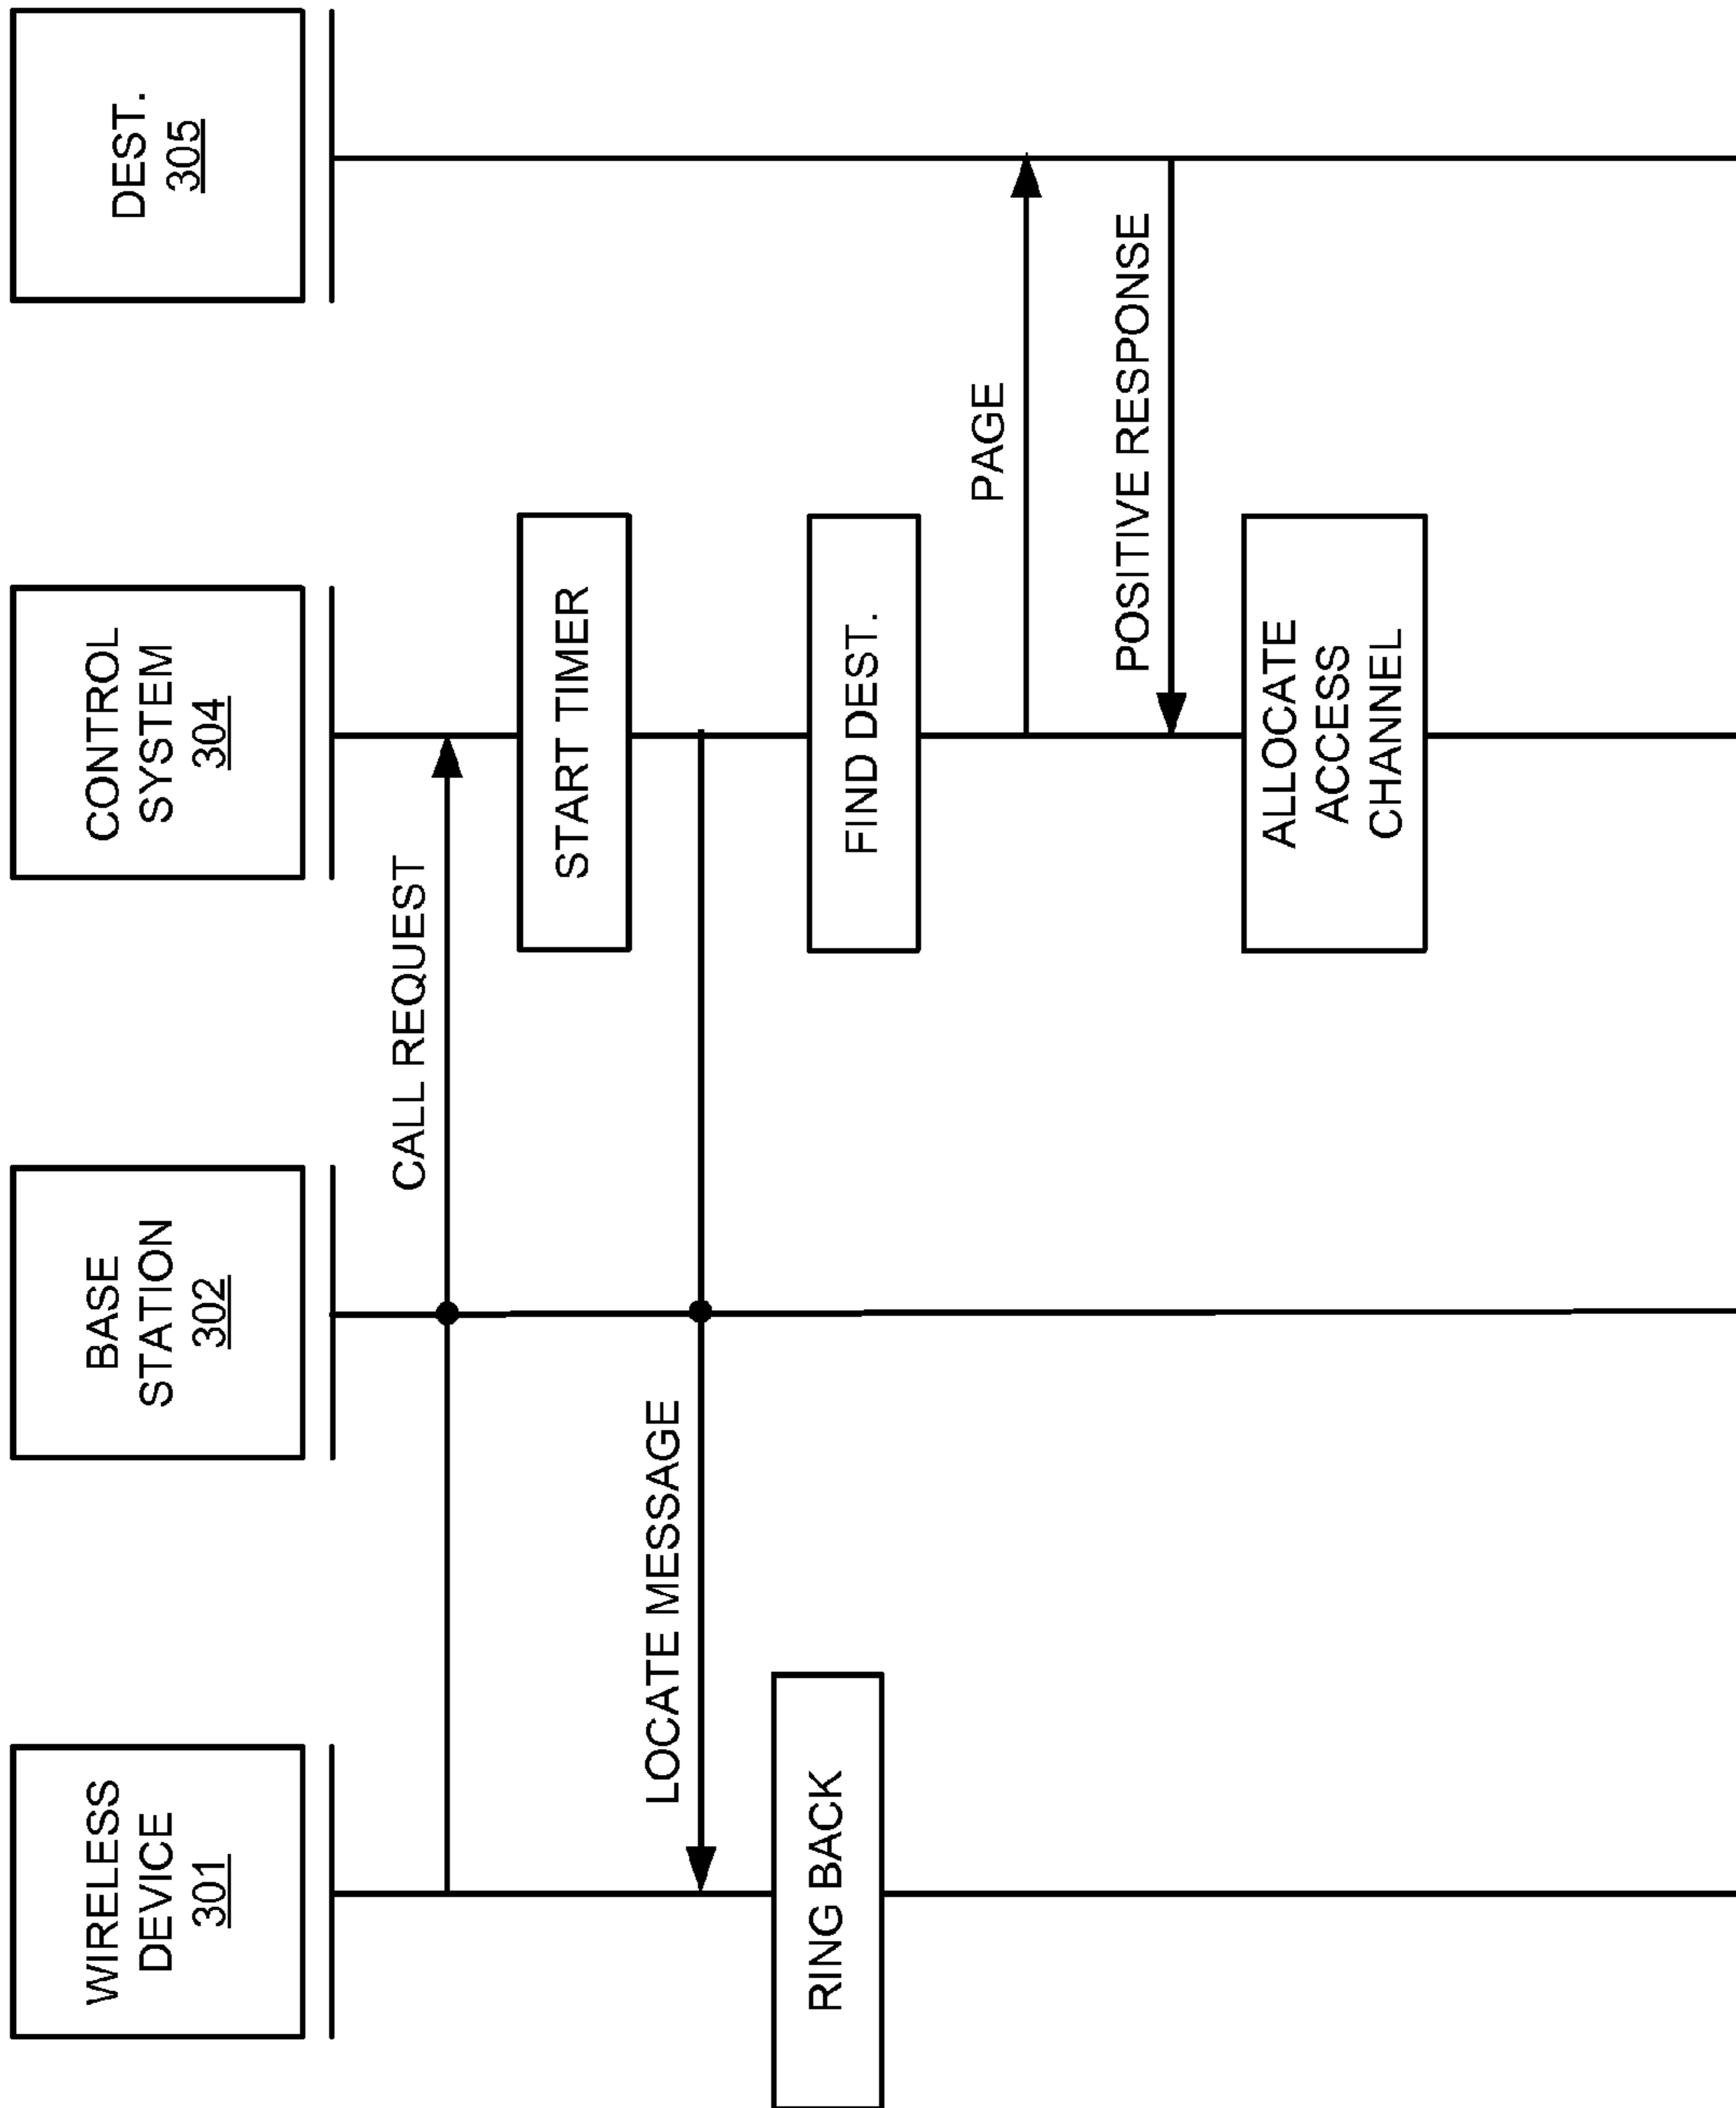 WIRELESS
DEVICE
301
BASE
STATION
302
CONTROL
SYSTEM
304
DEST.
305
CALL REQUEST
START TIMER
LOCATE MESSAGE
RING BACK
FIND DEST.
PAGE
POSITIVE RESPONSE
ALLOCATE
ACCESS
CHANNEL